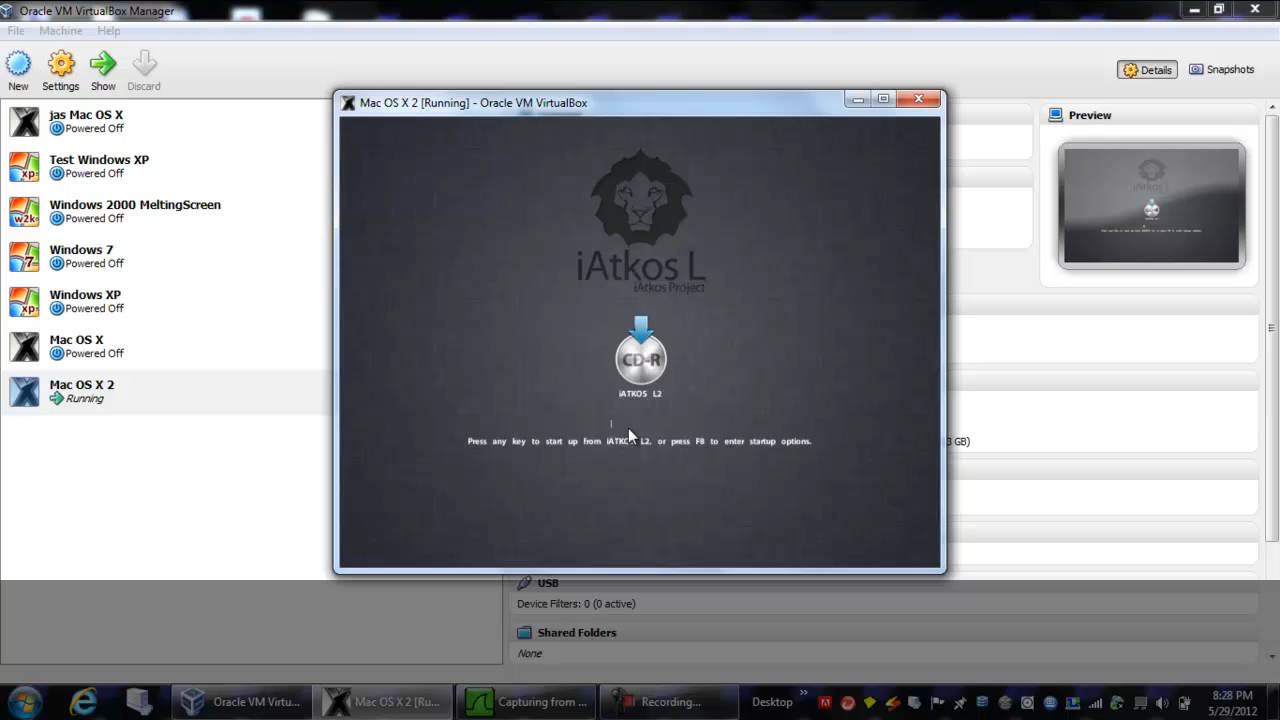 Oracle VM VirtualBox Manager
File Machine Help
New Settings Show Discard
Details Snapshots
jas Mac OS X
Powered Off
Test Windows XP
Powered Off
Windows 2000 MeltingScreen
Powered Off
Windows 7
Powered Off
Windows XP
Powered Off
Mac OS X
Powered Off
Mac OS X 2
Running
Mac OS X 2 [Running] - Oracle VM VirtualBox
iAtkos L
iAtkos Project
CD-R
iATKOS L2
Press any key to start up from L2, or press F8 to enter startup options.
Preview
GB)
USB
Device Filters: 0 (0 active)
Shared Folders
None
Oracle VM Virtu...
Mac OS X 2 [Ru...
Capturing from ...
Recording...
Desktop
8:28 PM
5/29/2012